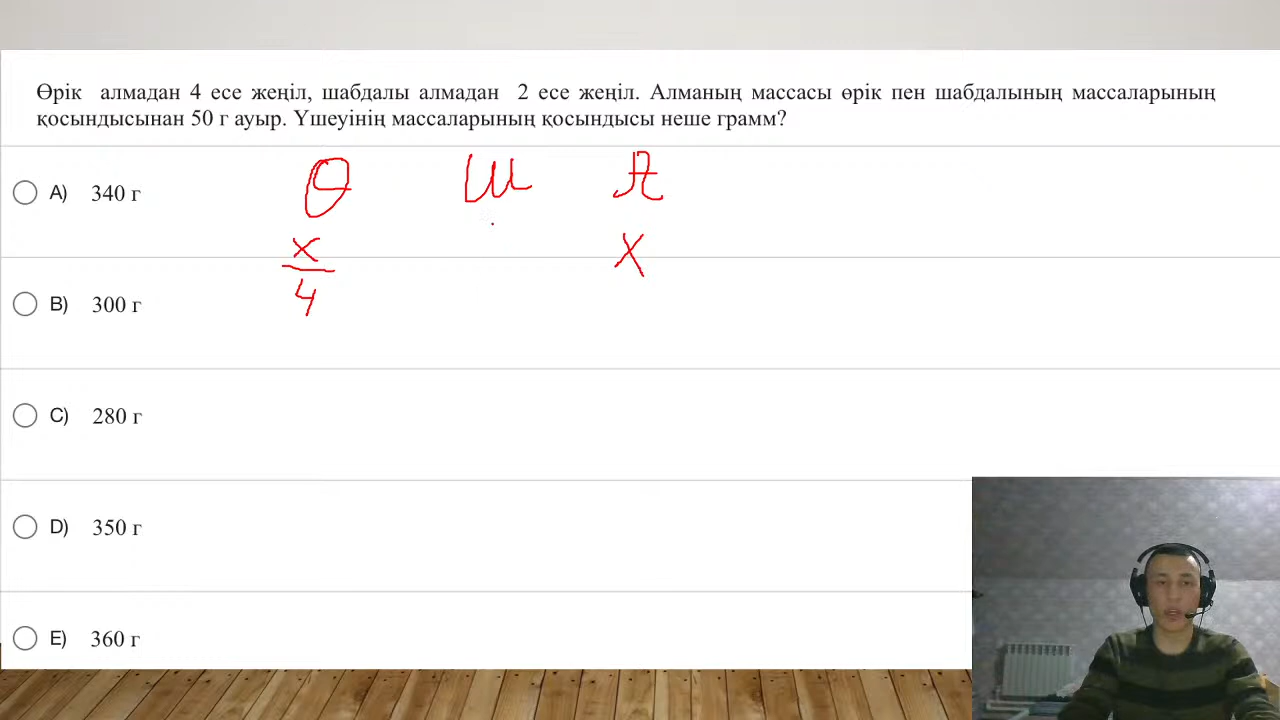 Өрік алмадан 4 есе жеңіл, шабдалы алмадан 2 есе жеңіл. Алманың массасы өрік пен шабдалының массаларының
қосындысынан 50 г ауыр. Үшеуінің массаларының қосындысы неше грамм?
Ө Ш А
A) 340 г
x/4 x
B) 300 г
C) 280 г
D) 350 г
E) 360 г